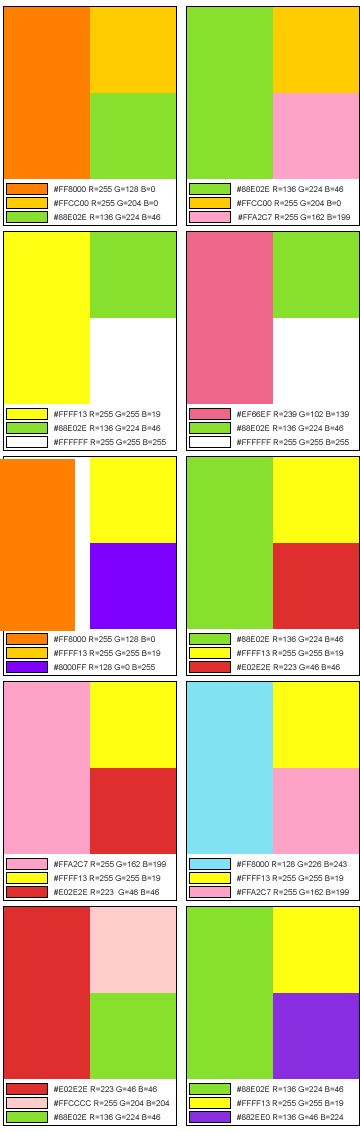 #FF8000 R=255 G=128 B=0
#FFCC00 R=255 G=204 B=0
#88E02E R=136 G=224 B=46
#88E02E R=136 G=224 B=46
#FFCC00 R=255 G=204 B=0
#FFA2C7 R=255 G=162 B=199
#FFFF13 R=255 G=255 B=19
#88E02E R=136 G=224 B=46
#FFFFFF R=255 G=255 B=255
#EF66EF R=239 G=102 B=139
#88E02E R=136 G=224 B=46
#FFFFFF R=255 G=255 B=255
#FF8000 R=255 G=128 B=0
#FFFF13 R=255 G=255 B=19
#8000FF R=128 G=0 B=255
#88E02E R=136 G=224 B=46
#FFFF13 R=255 G=255 B=19
#E02E2E R=223 G=46 B=46
#FFA2C7 R=255 G=162 B=199
#FFFF13 R=255 G=255 B=19
#E02E2E R=223 G=46 B=46
#FF8000 R=128 G=226 B=243
#FFFF13 R=255 G=255 B=19
#FFA2C7 R=255 G=162 B=199
#E02E2E R=223 G=46 B=46
#FFCCCC R=255 G=204 B=204
#88E02E R=136 G=224 B=46
#88E02E R=136 G=224 B=46
#FFFF13 R=255 G=255 B=19
#882EE0 R=136 G=46 B=224